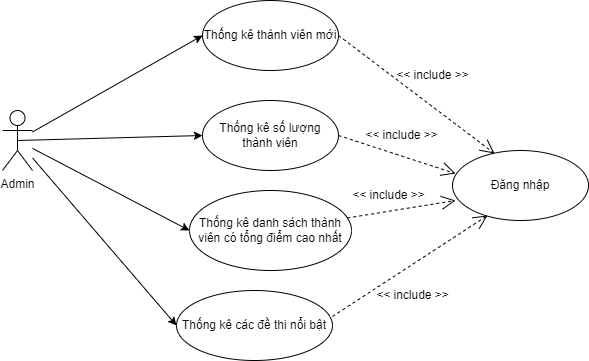 Thống kê thành viên mới
<< include >>
Thống kê số lượng
thành viên
<< include >>
Admin
Đăng nhập
<< include >>
Thống kê danh sách thành
viên có tổng điểm cao nhất
<< include >>
Thống kê các đề thi nổi bật